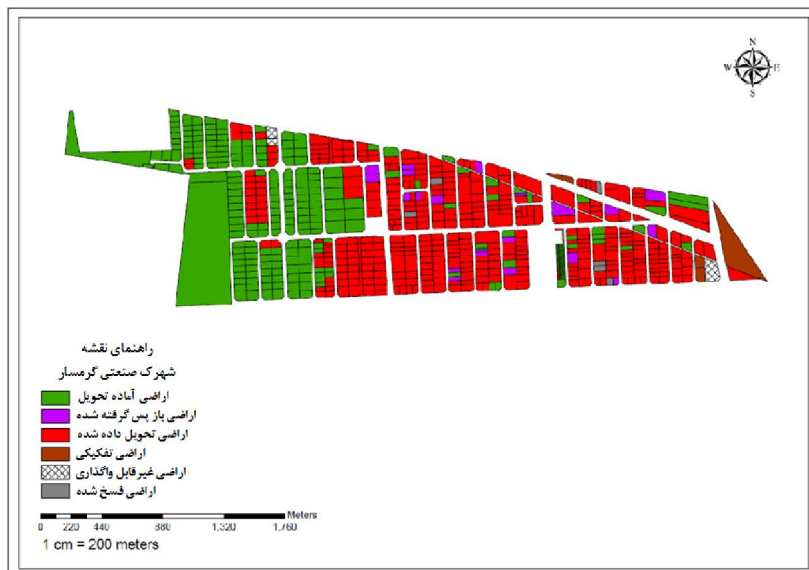 N
W E
S
راهنمای نقشه
شهرک صنعتی گرمسار
اراضی آماده تحویل
اراضی باز پس گرفته شده
اراضی تحویل داده شده
اراضی تفکیکی
اراضی غیرقابل واگذاری
اراضی فسخ شده
Meters
0 220 440 880 1,320 1,760
1 cm = 200 meters